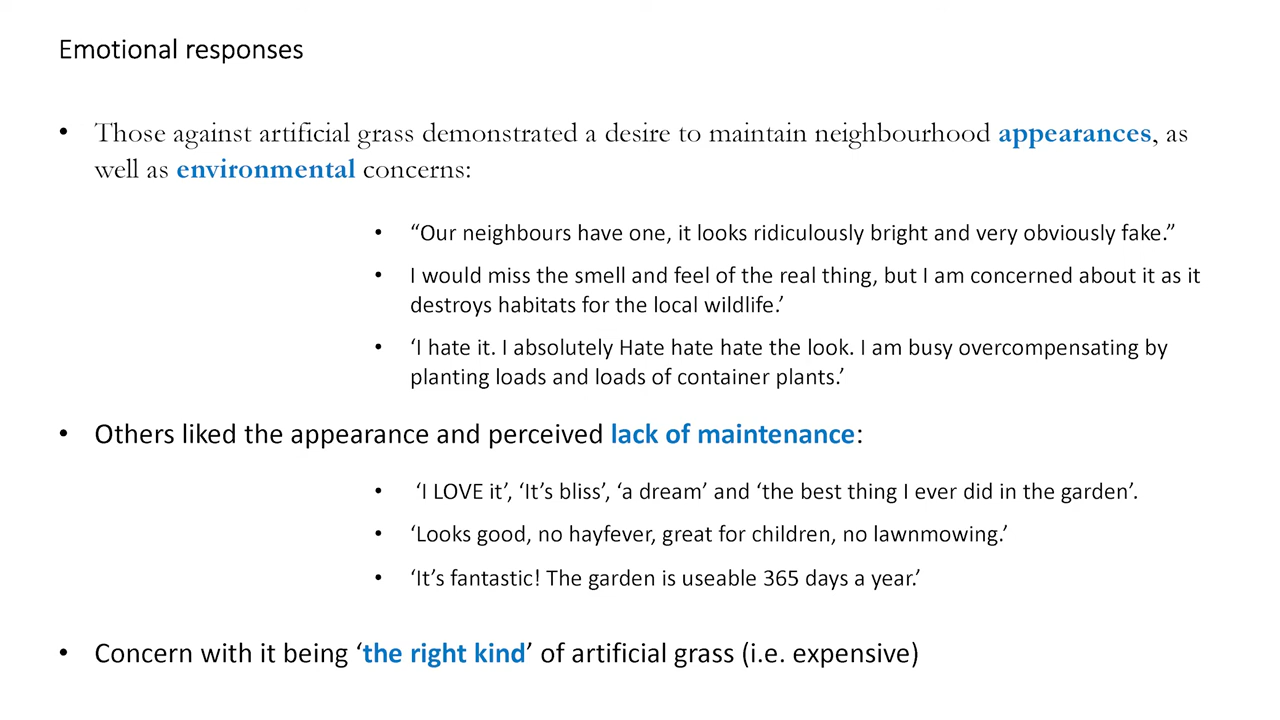 Emotional responses
• Those against artificial grass demonstrated a desire to maintain neighbourhood appearances, as
well as environmental concerns:
• “Our neighbours have one, it looks ridiculously bright and very obviously fake.”
• I would miss the smell and feel of the real thing, but I am concerned about it as it
destroys habitats for the local wildlife.’
• ‘I hate it. I absolutely Hate hate hate the look. I am busy overcompensating by
planting loads and loads of container plants.’
• Others liked the appearance and perceived lack of maintenance:
• ‘I LOVE it’, ‘It’s bliss’, ‘a dream’ and ‘the best thing I ever did in the garden’.
• ‘Looks good, no hayfever, great for children, no lawnmowing.’
• ‘It’s fantastic! The garden is useable 365 days a year.’
• Concern with it being ‘the right kind’ of artificial grass (i.e. expensive)